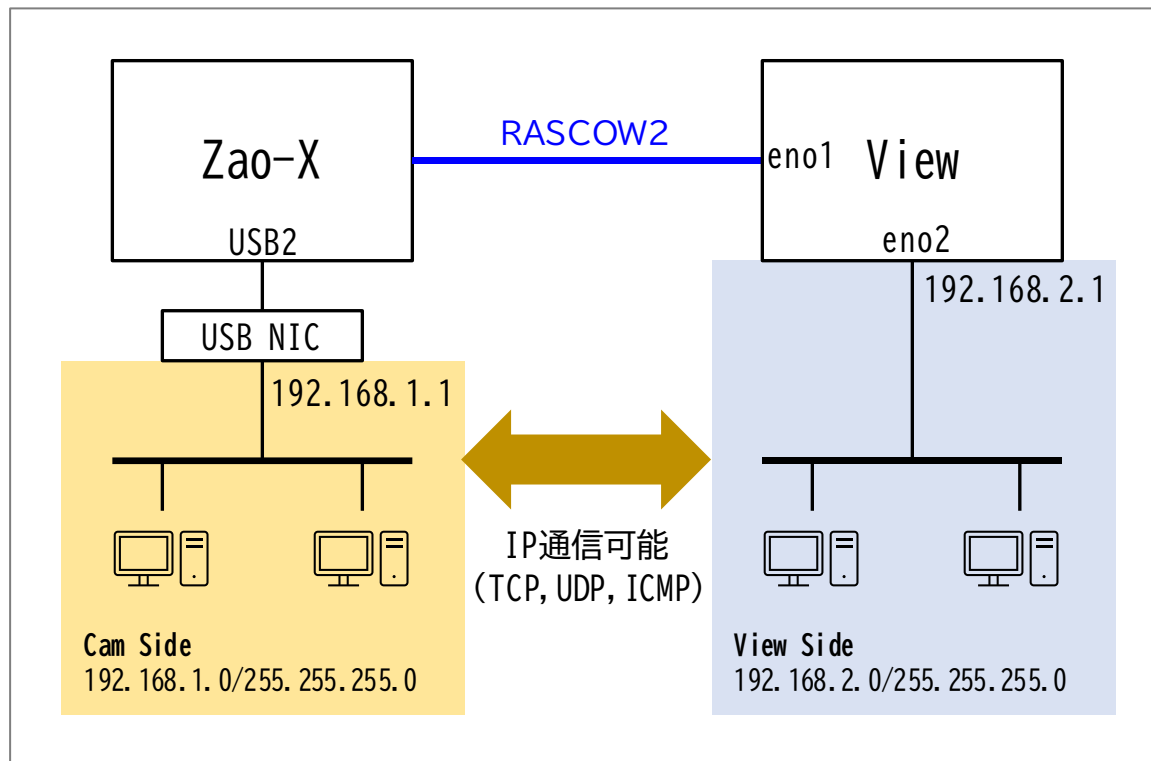 Zao-X
USB2
RASCOW2
eno1
View
eno2
192.168.2.1
USB NIC
192.168.1.1
IP通信可能
(TCP,UDP,ICMP)
Cam Side
192.168.1.0/255.255.255.0
View Side
192.168.2.0/255.255.255.0